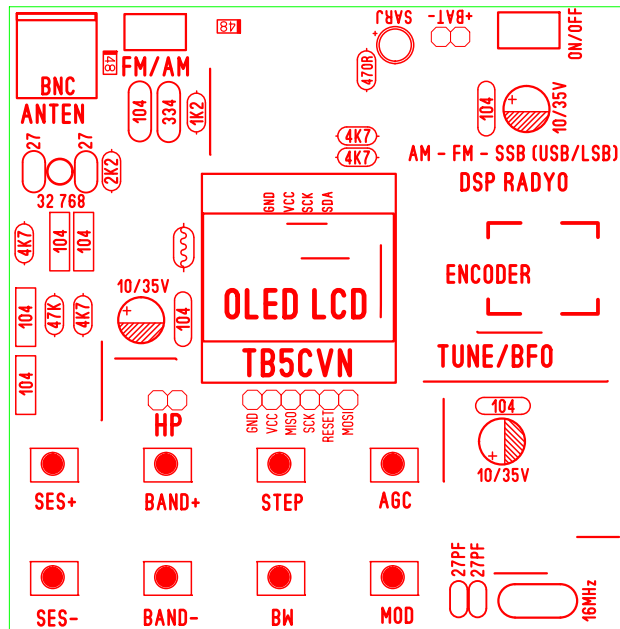 48
SARJ
+BAT-
ON/OFF
BNC
48
FM/AM
470R
ANTEN
104
334
1K2
104
10/35V
4K7
4K7
27
27
2K2
AM - FM - SSB (USB/LSB)
DSP RADYO
32 768
GND
VCC
SCK
SDA
4K7
104
104
ENCODER
10/35V
OLED LCD
104
47K
4K7
104
TUNE/BFO
TB5CVN
104
HP
GND
VCC
MISO
SCK
RESET
MOSI
104
10/35V
SES+
BAND+
STEP
AGC
27PF
27PF
16MHz
SES-
BAND-
BW
MOD